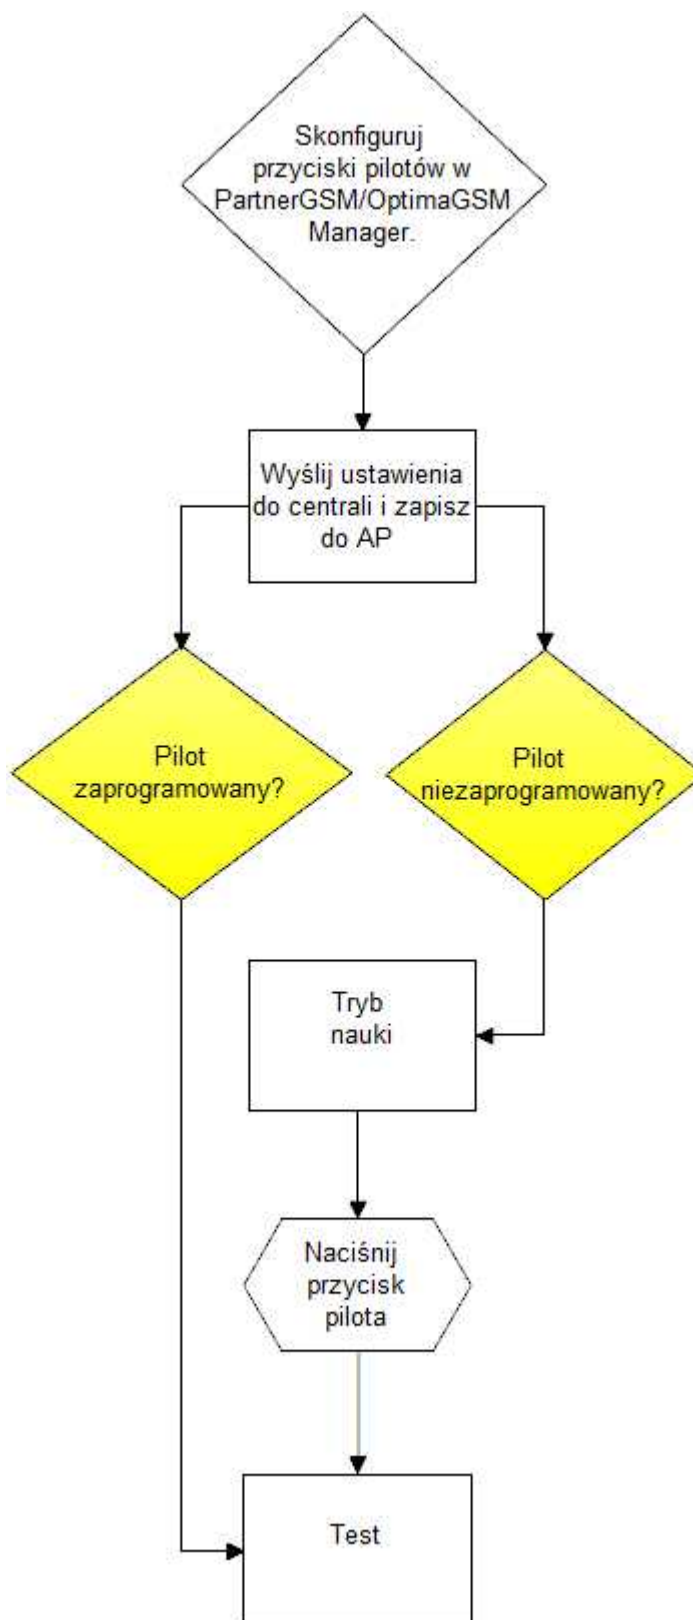 Skonfiguruj
przyciski pilotów w
PartnerGSM/OptimaGSM
Manager.
Wyślij ustawienia
do centrali i zapisz
do AP
Pilot
zaprogramowany?
Pilot
niezaprogramowany?
Tryb
nauki
Naciśnij
przycisk
pilota
Test